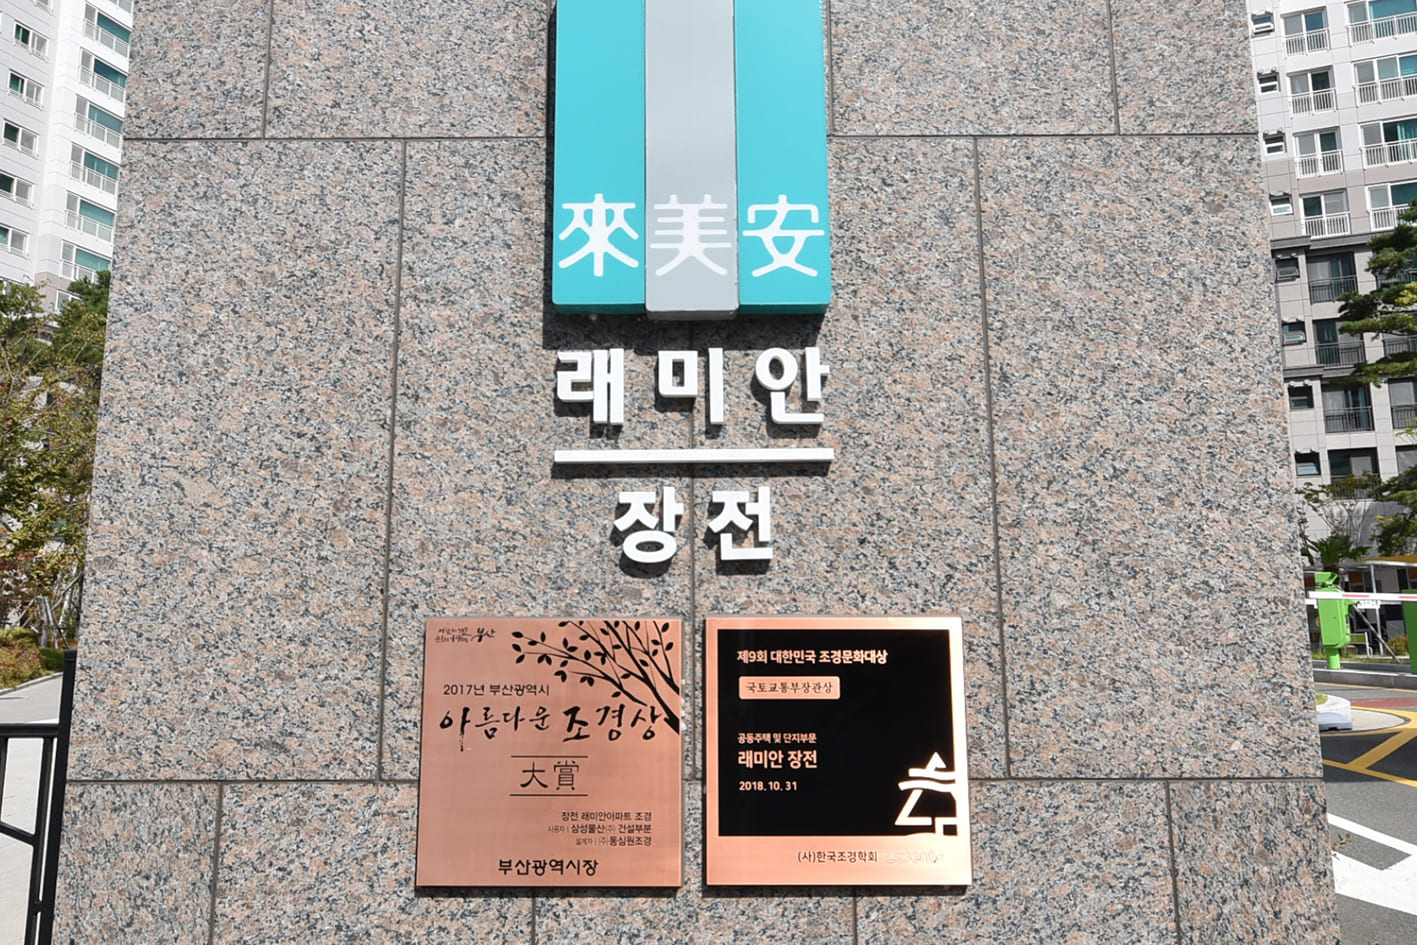 來美安
래미안
장전
부산
2017년 부산광역시
아름다운 조경상
大賞
장전 래미안아파트 조경
시공자 | 삼성물산(주) 건설부분
설계자 | (주)동심원조경
부산광역시장
제9회 대한민국 조경문화대상
국토교통부장관상
공동주택 및 단지부문
래미안 장전
2018. 10. 31
(사)한국조경학회